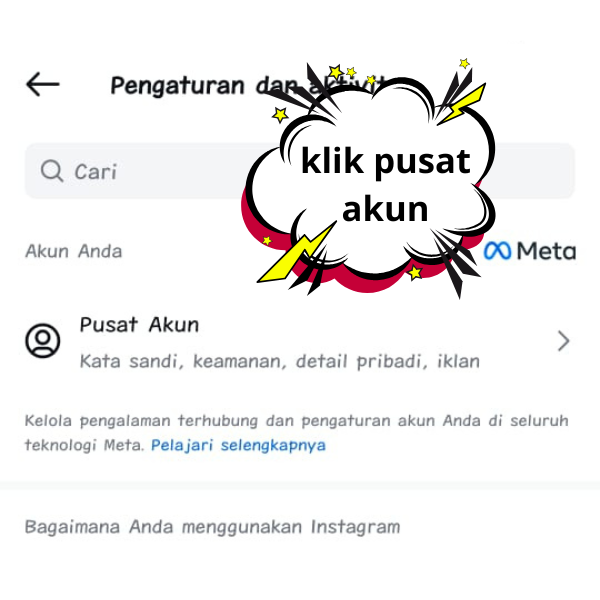 Pengaturan dan aktivit
klik pusat
akun
Cari
Akun Anda
Meta
Pusat Akun
Kata sandi, keamanan, detail pribadi, iklan
Kelola pengalaman terhubung dan pengaturan akun Anda di seluruh
teknologi Meta. Pelajari selengkapnya
Bagaimana Anda menggunakan Instagram